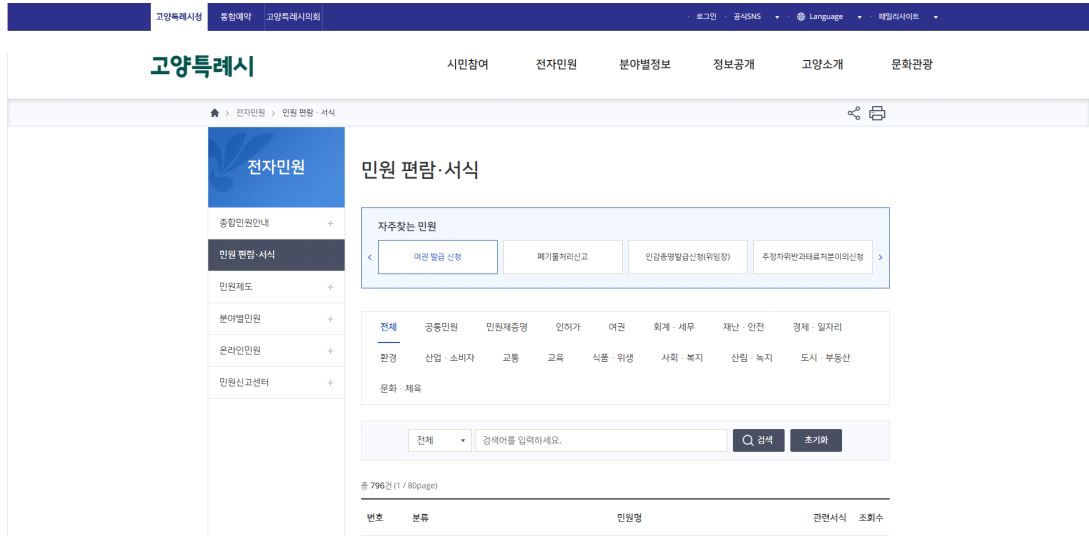 고양특례시청 통합예약 고양특례시의회 로그인 공식SNS Language 패밀리사이트
고양특례시 시민참여 전자민원 분야별정보 정보공개 고양소개 문화관광
전자민원 > 민원 편람 · 서식
전자민원
종합민원안내 +
민원 편람·서식
민원제도 +
분야별민원 +
온라인민원 +
민원신고센터 +
민원 편람·서식
자주찾는 민원
< 여권 발급 신청 폐기물처리신고 인감증명발급신청(위임장) 주정차위반과태료처분이의신청 >
전체 공통민원 민원제증명 인허가 여권 회계 · 세무 재난 · 안전 경제 · 일자리
환경 산업 · 소비자 교통 교육 식품 · 위생 사회 · 복지 산림 · 녹지 도시 · 부동산
문화 · 체육
전체 검색어를 입력하세요. 검색 초기화
총 796건 (1 / 80page)
번호 분류 민원명 관련서식 조회수